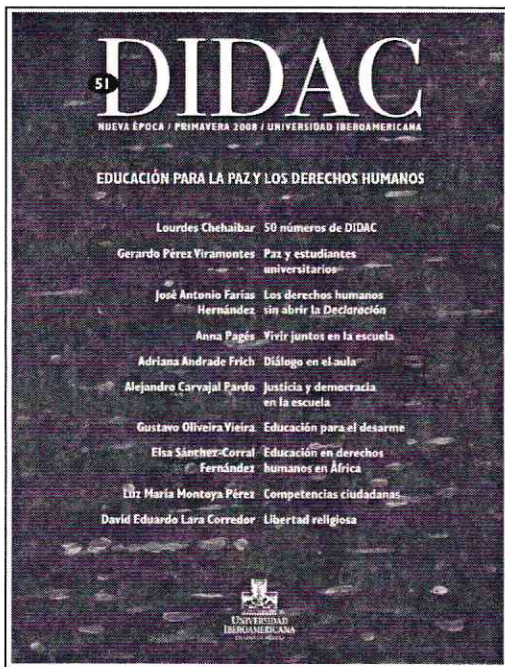 51
DIDAC
NUEVA ÉPOCA / PRIMAVERA 2008 / UNIVERSIDAD IBEROAMERICANA
EDUCACIÓN PARA LA PAZ Y LOS DERECHOS HUMANOS
Lourdes Chehaibar 50 números de DIDAC
Gerardo Pérez Viramontes Paz y estudiantes
universitarios
José Antonio Farías Los derechos humanos
Hernández sin abrir la Declaración
Anna Pagés Vivir juntos en la escuela
Adriana Andrade Frich Diálogo en el aula
Alejandro Carvajal Pardo Justicia y democracia
en la escuela
Gustavo Oliveira Vieira Educación para el desarme
Elsa Sánchez-Corral Educación en derechos
Fernández humanos en África
Luz María Montoya Pérez Competencias ciudadanas
David Eduardo Lara Corredor Libertad religiosa
UNIVERSIDAD
IBEROAMERICANA